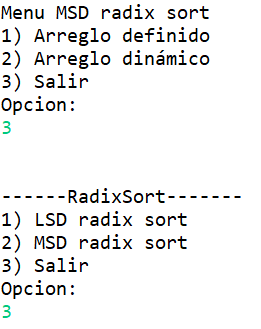 Menu MSD radix sort
1) Arreglo definido
2) Arreglo dinámico
3) Salir
Opcion:
3
------RadixSort-------
1) LSD radix sort
2) MSD radix sort
3) Salir
Opcion:
3